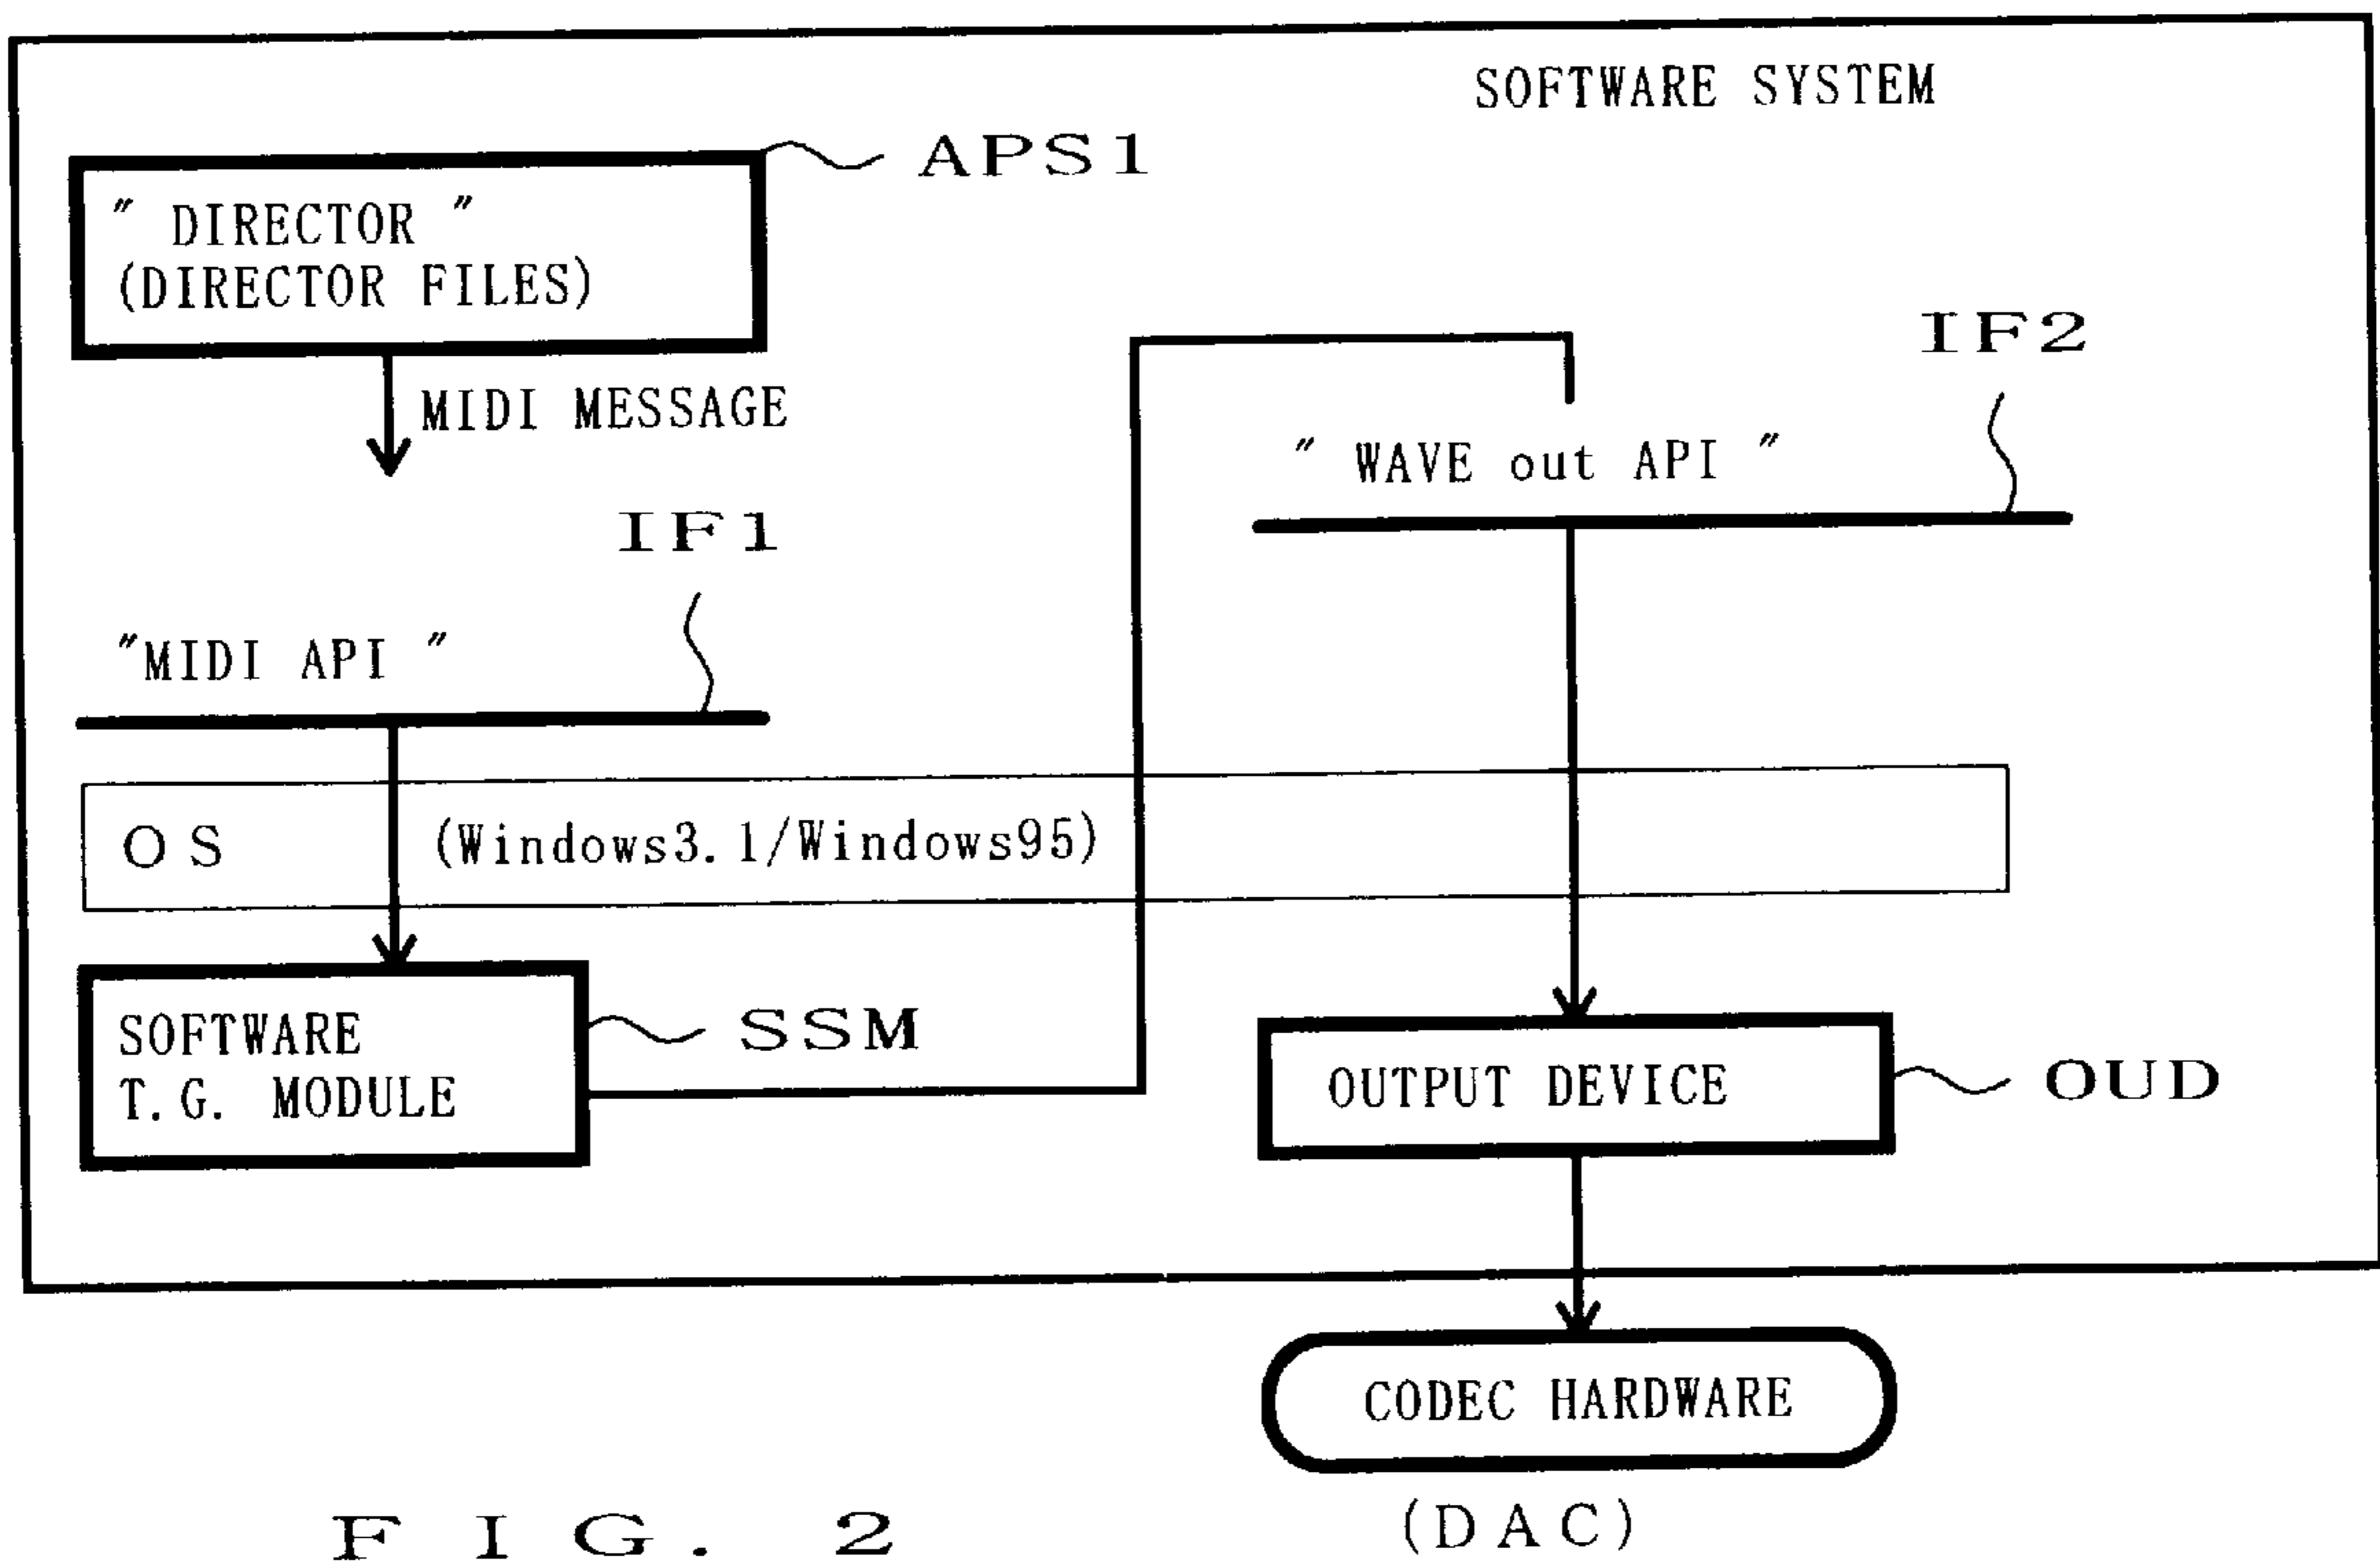 SOFTWARE SYSTEM
APS1
" DIRECTOR "
(DIRECTOR FILES)
MIDI MESSAGE
IF2
" WAVE out API "
IF1
"MIDI API "
OS (Windows3.1/Windows95)
SOFTWARE
T.G. MODULE
SSM
OUTPUT DEVICE
OUD
CODEC HARDWARE
(DAC)
FIG. 2